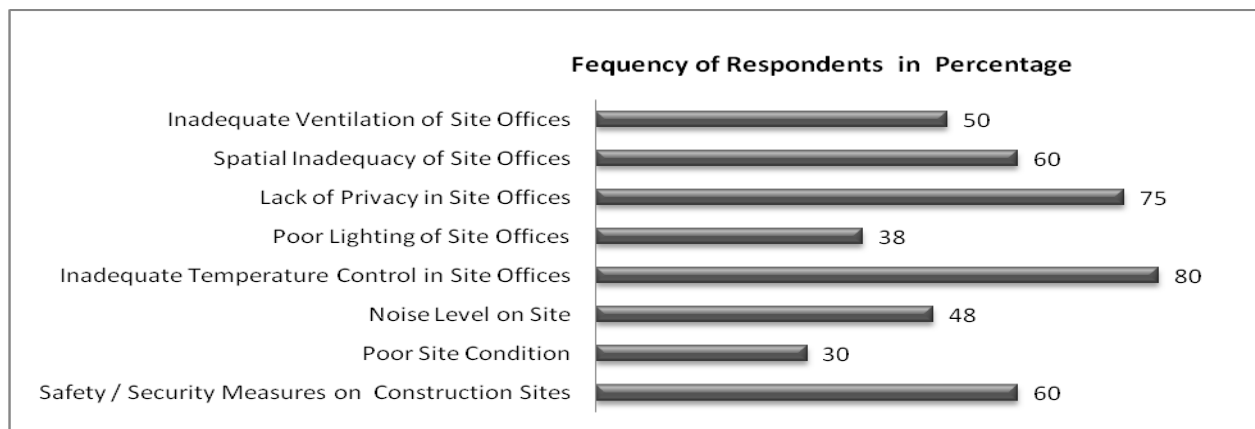 Fequency of Respondents in Percentage
Inadequate Ventilation of Site Offices 50
Spatial Inadequacy of Site Offices 60
Lack of Privacy in Site Offices 75
Poor Lighting of Site Offices 38
Inadequate Temperature Control in Site Offices 80
Noise Level on Site 48
Poor Site Condition 30
Safety / Security Measures on Construction Sites 60